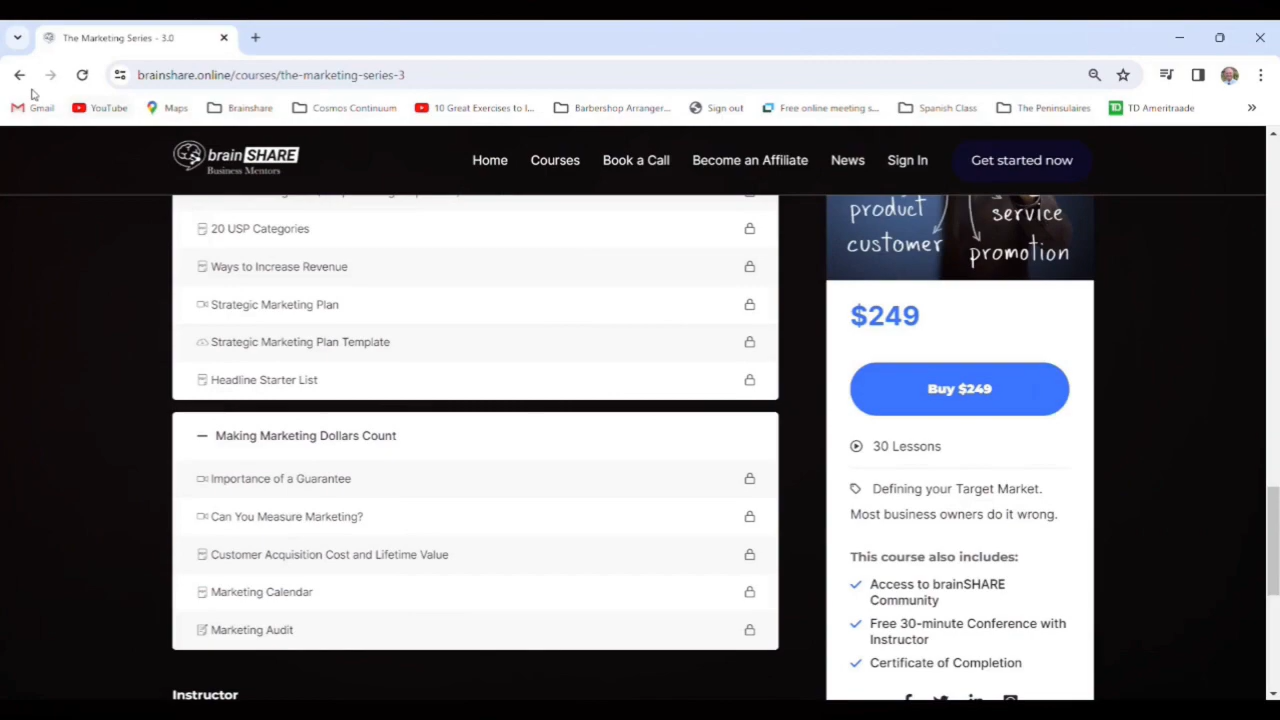 The Marketing Series - 3.0
brainshare.online/courses/the-marketing-series-3
Gmail
YouTube
Maps
Brainshare
Cosmos Continuum
10 Great Exercises to I...
Barbershop Arranger...
Sign out
Free online meeting s...
Spanish Class
The Peninsulaires
TD Ameritraade
brainSHARE
Business Mentors
Home
Courses
Book a Call
Become an Affiliate
News
Sign In
Get started now
20 USP Categories
Ways to Increase Revenue
Strategic Marketing Plan
Strategic Marketing Plan Template
Headline Starter List
Making Marketing Dollars Count
Importance of a Guarantee
Can You Measure Marketing?
Customer Acquisition Cost and Lifetime Value
Marketing Calendar
Marketing Audit
Instructor
product
service
customer
promotion
$249
Buy $249
30 Lessons
Defining your Target Market.
Most business owners do it wrong.
This course also includes:
Access to brainSHARE
Community
Free 30-minute Conference with
Instructor
Certificate of Completion